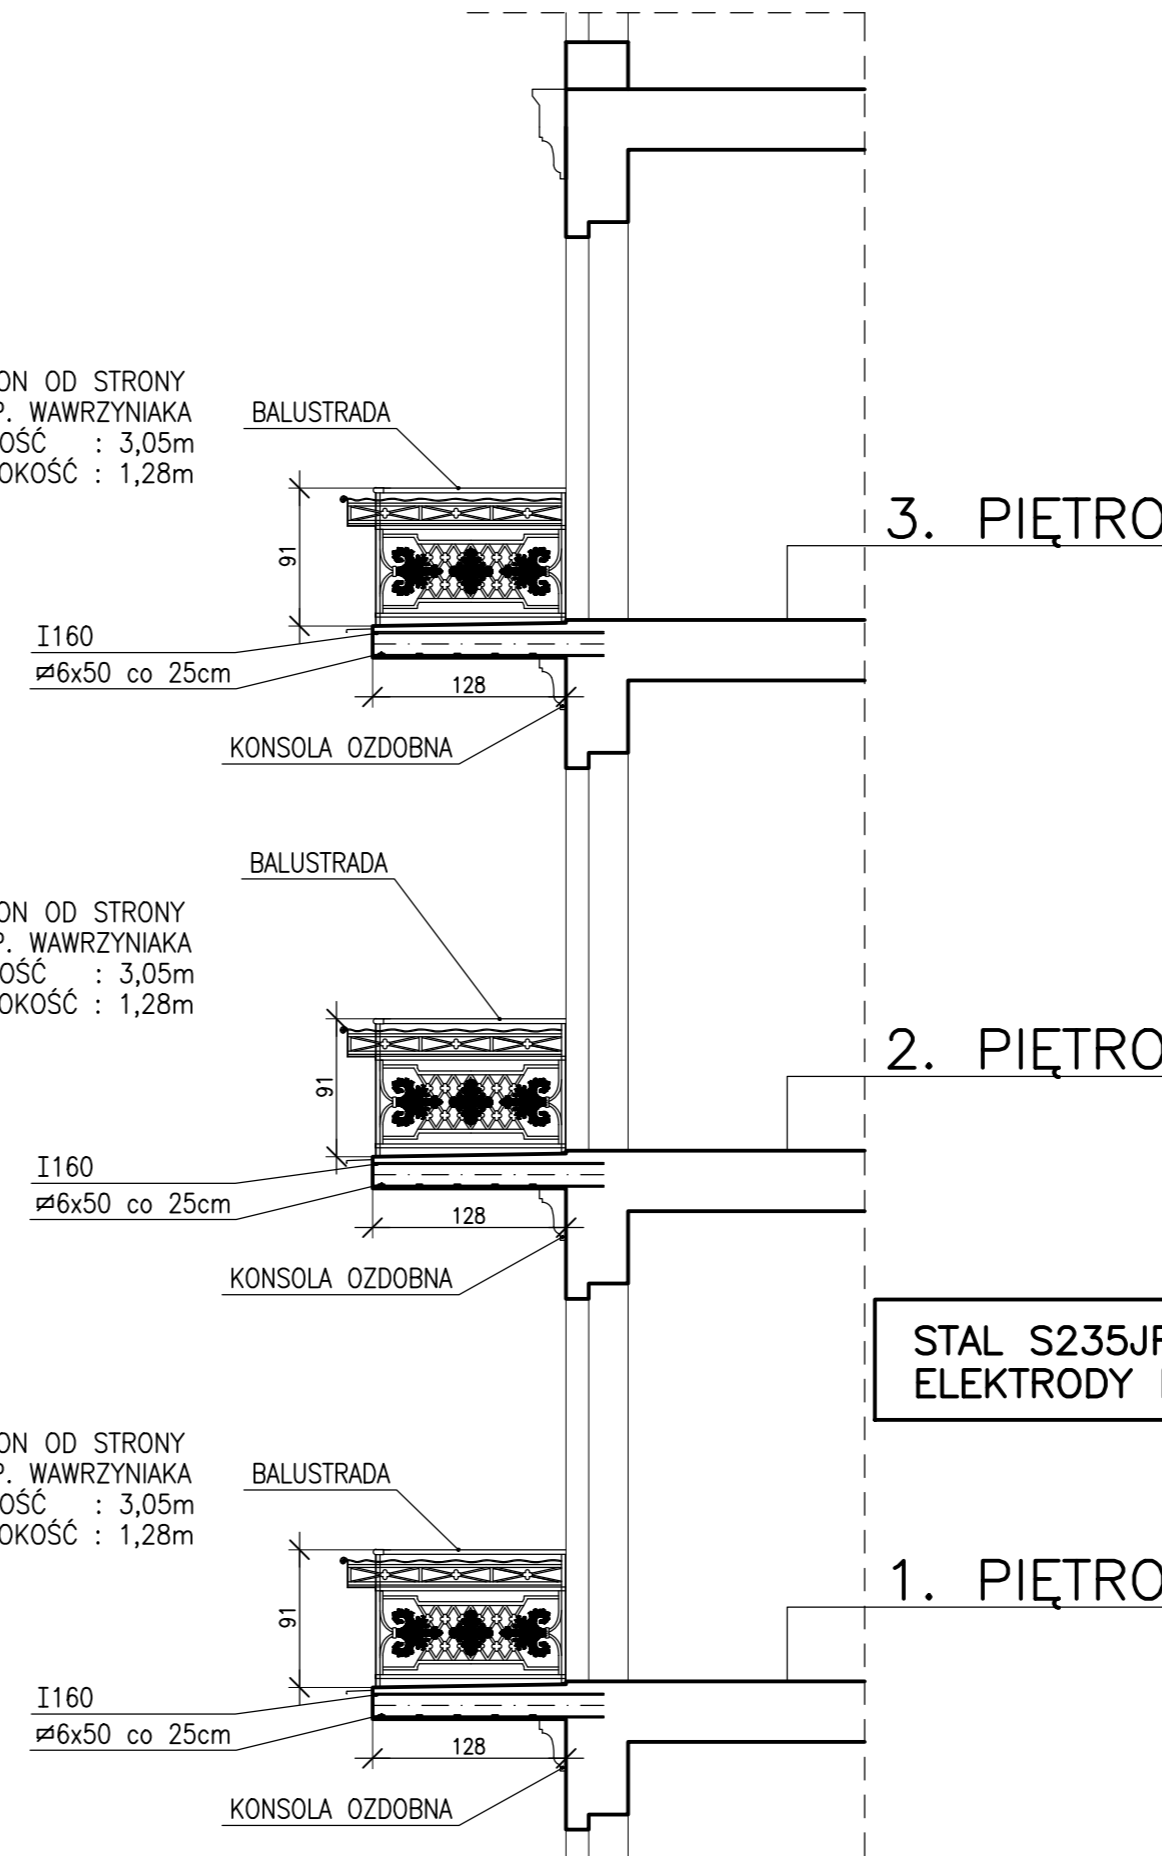 ON OD STRONY
P. WAWRZYNIAKA
OŚĆ : 3,05m
OKOŚĆ : 1,28m
BALUSTRADA
91
3. PIĘTRO
I160
⌭6x50 co 25cm
128
KONSOLA OZDOBNA
BALUSTRADA
ON OD STRONY
P. WAWRZYNIAKA
OŚĆ : 3,05m
OKOŚĆ : 1,28m
91
2. PIĘTRO
I160
⌭6x50 co 25cm
128
KONSOLA OZDOBNA
STAL S235JR
ELEKTRODY
ON OD STRONY
P. WAWRZYNIAKA
OŚĆ : 3,05m
OKOŚĆ : 1,28m
BALUSTRADA
91
1. PIĘTRO
I160
⌭6x50 co 25cm
128
KONSOLA OZDOBNA